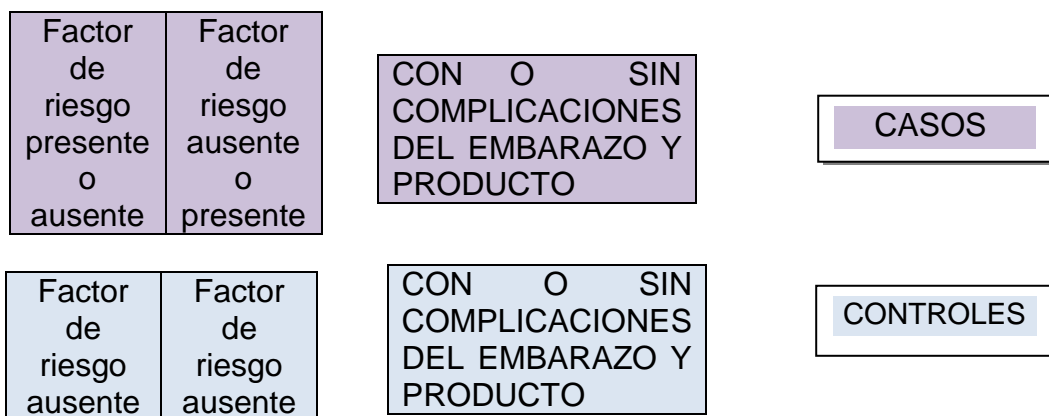 Factor
de
riesgo
presente
o
ausente
Factor
de
riesgo
ausente
o
presente
CON O SIN
COMPLICACIONES
DEL EMBARAZO Y
PRODUCTO
CASOS
Factor
de
riesgo
ausente
Factor
de
riesgo
ausente
CON O SIN
COMPLICACIONES
DEL EMBARAZO Y
PRODUCTO
CONTROLES